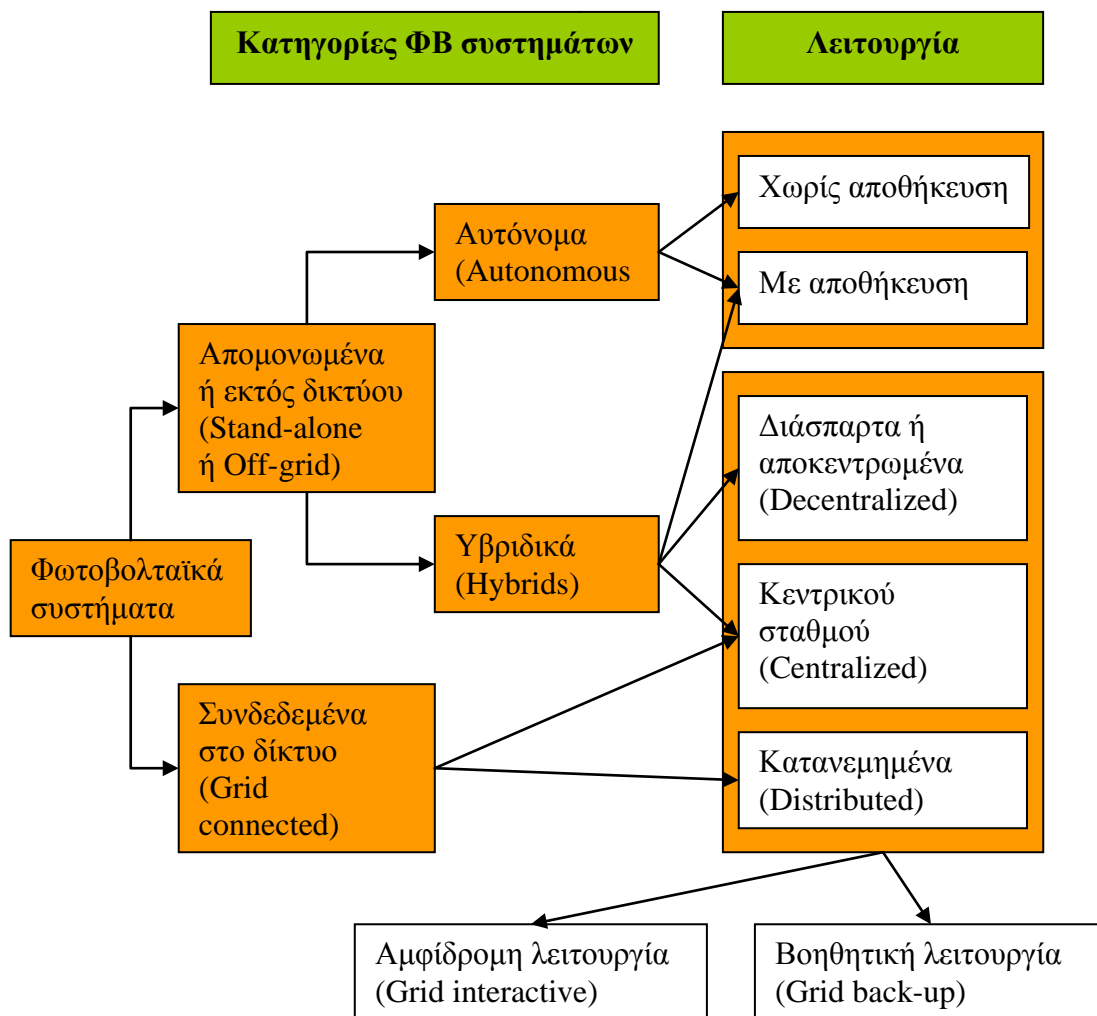 Κατηγορίες ΦΒ συστημάτων
Λειτουργία
Χωρίς αποθήκευση
Αυτόνομα
(Autonomous
Με αποθήκευση
Απομονωμένα
ή εκτός δικτύου
(Stand-alone
ή Off-grid)
Διάσπαρτα ή
αποκεντρωμένα
(Decentralized)
Υβριδικά
(Hybrids)
Φωτοβολταϊκά
συστήματα
Κεντρικού
σταθμού
(Centralized)
Συνδεδεμένα
στο δίκτυο
(Grid
connected)
Κατανεμημένα
(Distributed)
Αμφίδρομη λειτουργία
(Grid interactive)
Βοηθητική λειτουργία
(Grid back-up)